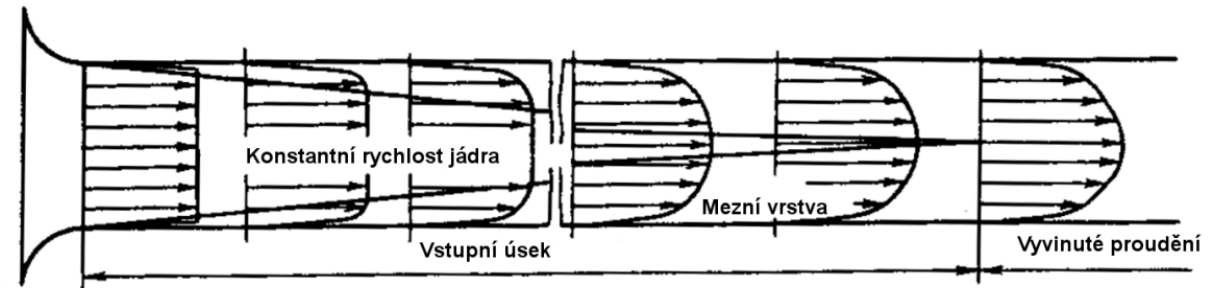 Konstantní rychlost jádra
Mezní vrstva
Vstupní úsek
Vyvinuté proudění